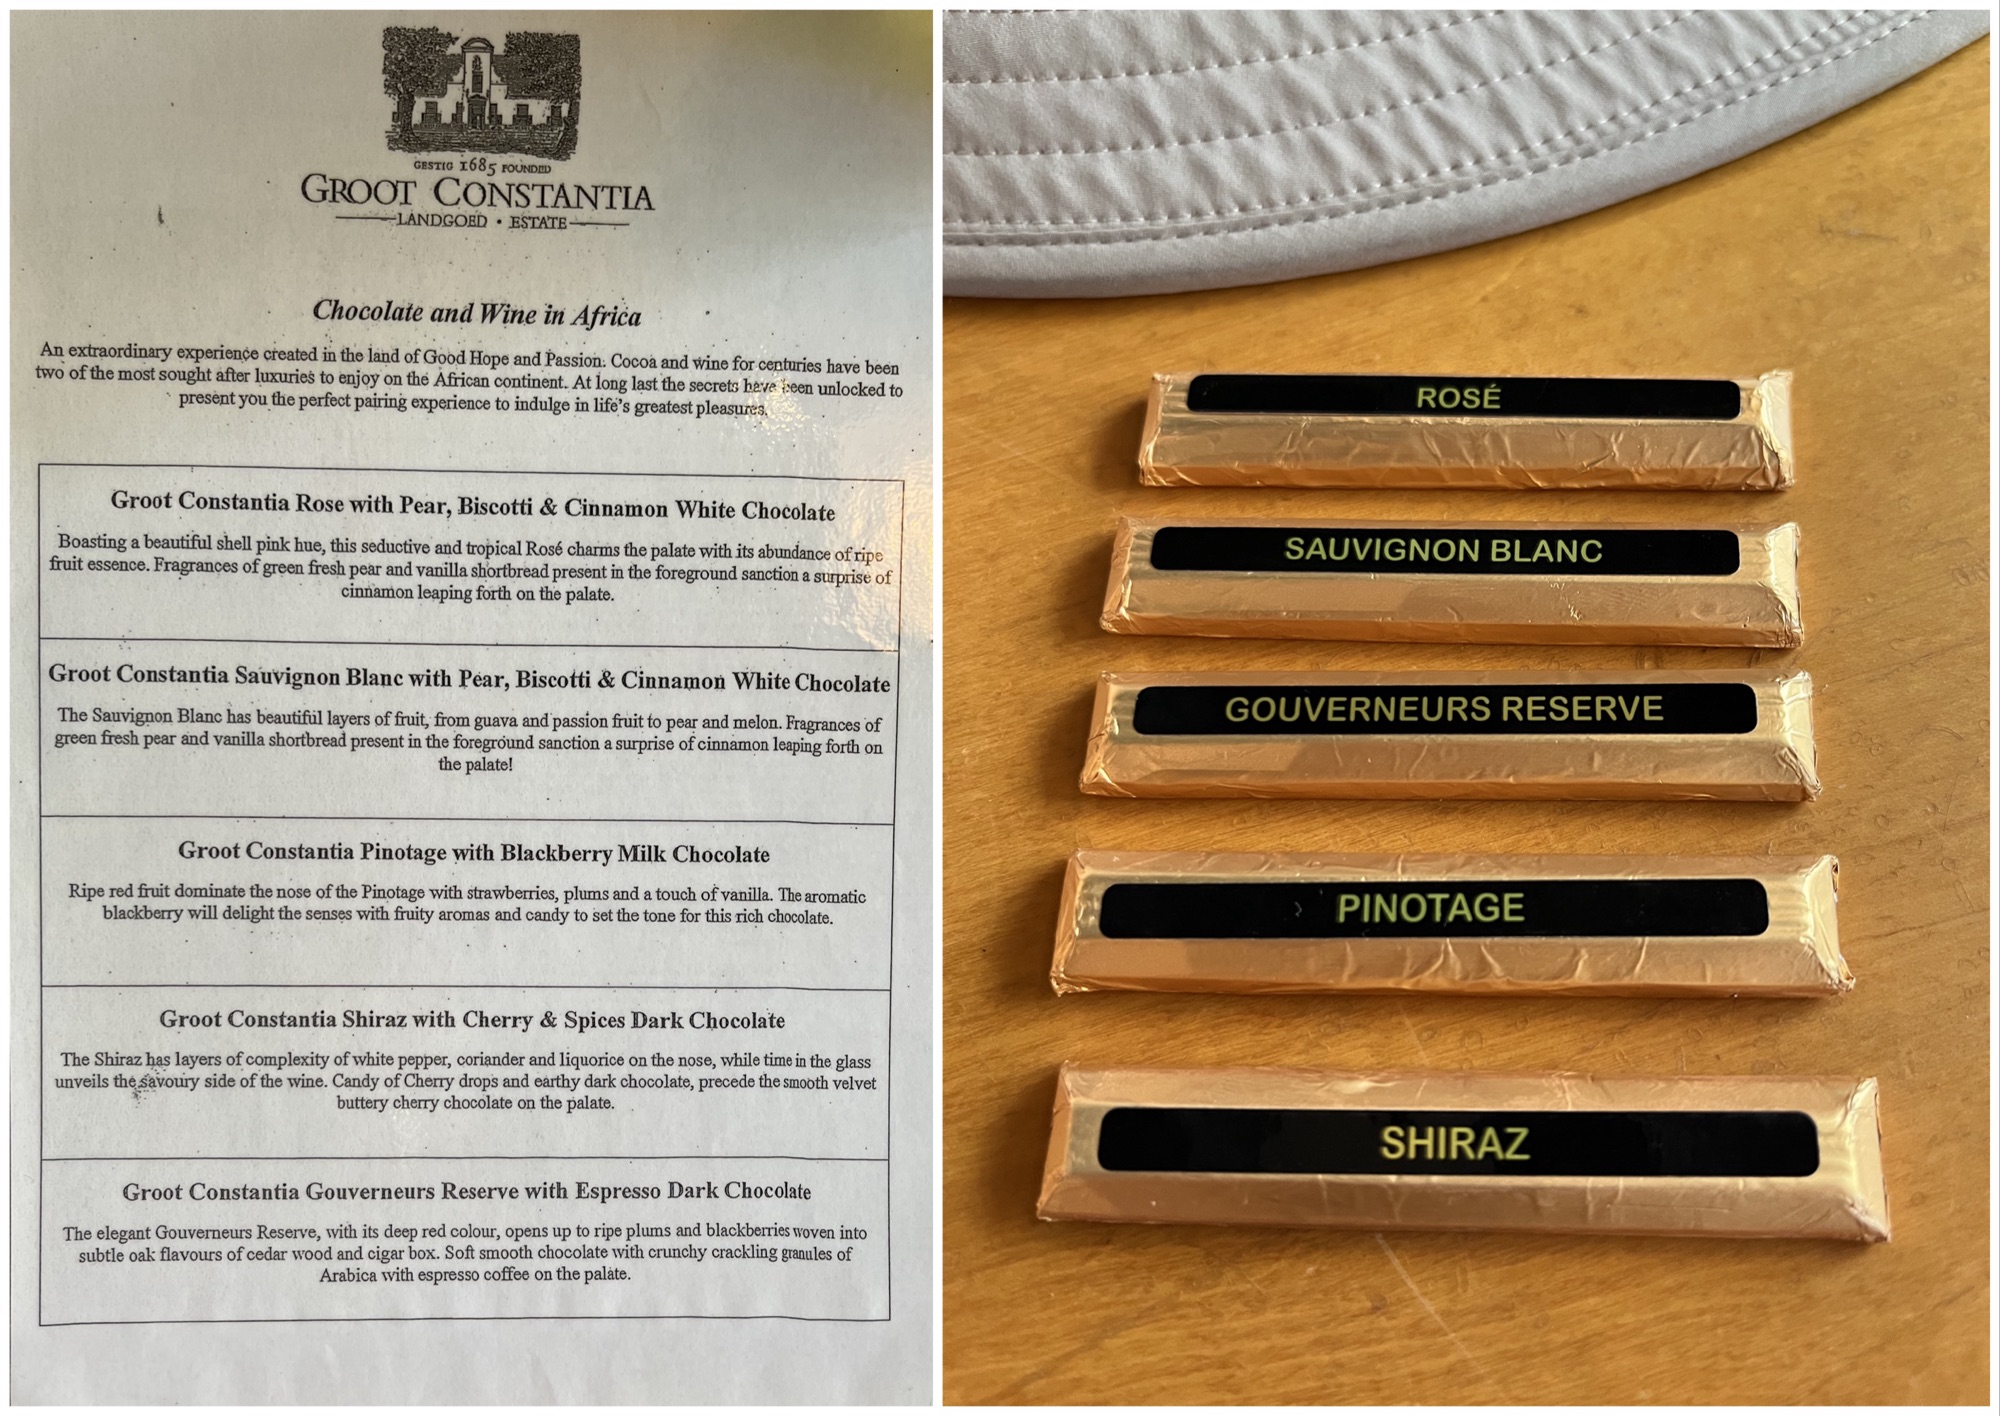 GESTIG 1685 FOUNDED
GROOT CONSTANTIA
LANDGOED • ESTATE
Chocolate and Wine in Africa
An extraordinary experience created in the land of Good Hope and Passion. Cocoa and wine for centuries have been
two of the most sought after luxuries to enjoy on the African continent. At long last the secrets have been unlocked to
present you the perfect pairing experience to indulge in life's greatest pleasures.
Groot Constantia Rose with Pear, Biscotti & Cinnamon White Chocolate
Boasting a beautiful shell pink hue, this seductive and tropical Rosé charms the palate with its abundance of ripe
fruit essence. Fragrances of green fresh pear and vanilla shortbread present in the foreground sanction a surprise of
cinnamon leaping forth on the palate.
Groot Constantia Sauvignon Blanc with Pear, Biscotti & Cinnamon White Chocolate
The Sauvignon Blanc has beautiful layers of fruit, from guava and passion fruit to pear and melon. Fragrances of
green fresh pear and vanilla shortbread present in the foreground sanction a surprise of cinnamon leaping forth on
the palate!
Groot Constantia Pinotage with Blackberry Milk Chocolate
Ripe red fruit dominate the nose of the Pinotage with strawberries, plums and a touch of vanilla. The aromatic
blackberry will delight the senses with fruity aromas and candy to set the tone for this rich chocolate.
Groot Constantia Shiraz with Cherry & Spices Dark Chocolate
The Shiraz has layers of complexity of white pepper, coriander and liquorice on the nose, while time in the glass
unveils the savoury side of the wine. Candy of Cherry drops and earthy dark chocolate, precede the smooth velvet
buttery cherry chocolate on the palate.
Groot Constantia Gouverneurs Reserve with Espresso Dark Chocolate
The elegant Gouverneurs Reserve, with its deep red colour, opens up to ripe plums and blackberries woven into
subtle oak flavours of cedar wood and cigar box. Soft smooth chocolate with crunchy crackling granules of
Arabica with espresso coffee on the palate.
ROSÉ
SAUVIGNON BLANC
GOUVERNEURS RESERVE
PINOTAGE
SHIRAZ